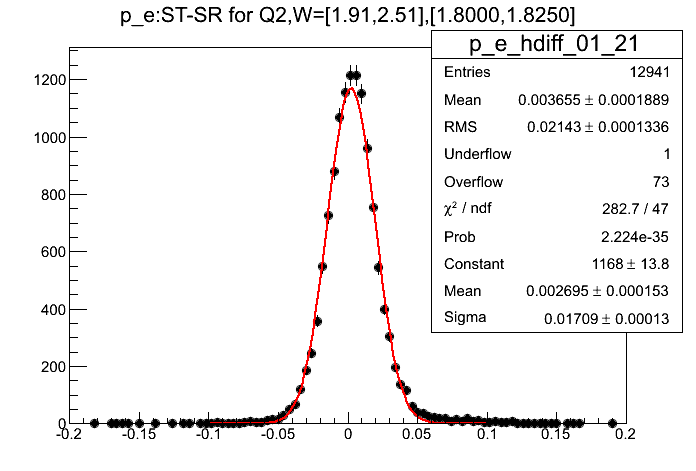 p_e:ST-SR for Q2,W=[1.91,2.51],[1.8000,1.8250]
p_e_hdiff_01_21
Entries 12941
Mean 0.003655 ± 0.0001889
RMS 0.02143 ± 0.0001336
Underflow 1
Overflow 73
χ² / ndf 282.7 / 47
Prob 2.224e-35
Constant 1168 ± 13.8
Mean 0.002695 ± 0.000153
Sigma 0.01709 ± 0.00013
1200
1000
800
600
400
200
0
-0.2 -0.15 -0.1 -0.05 0 0.05 0.1 0.15 0.2